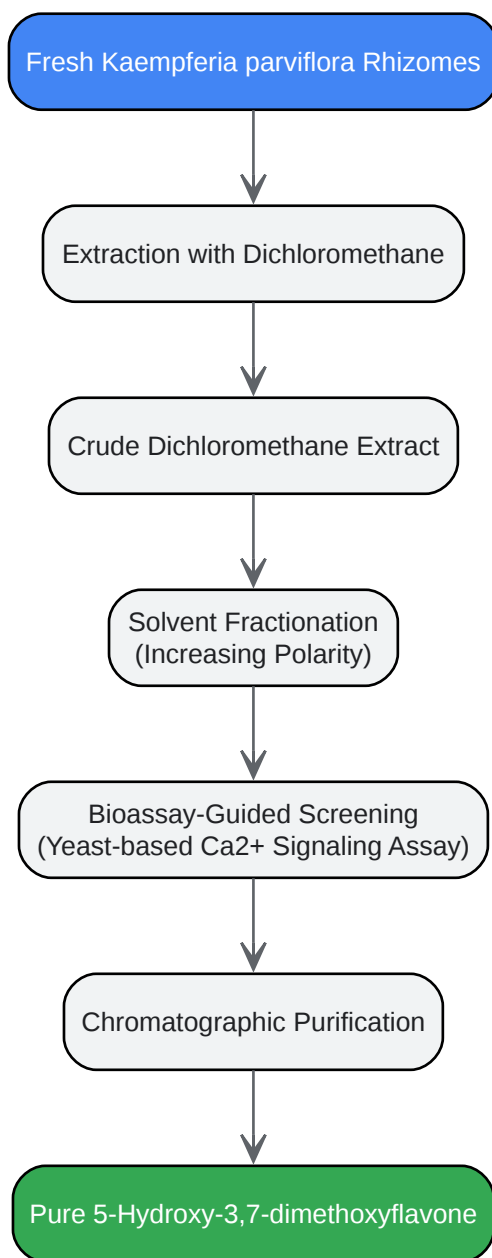 Fresh Kaempferia parviflora Rhizomes
Extraction with Dichloromethane
Crude Dichloromethane Extract
Solvent Fractionation
(Increasing Polarity)
Bioassay-Guided Screening
(Yeast-based Ca2+ Signaling Assay)
Chromatographic Purification
Pure 5-Hydroxy-3,7-dimethoxyflavone